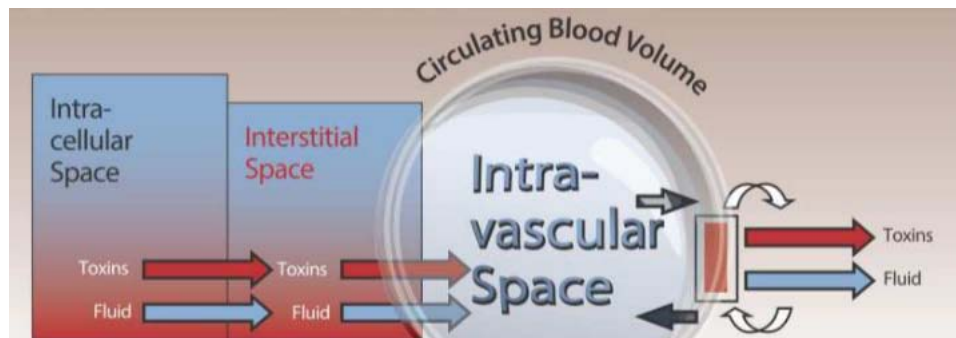 Circulating Blood Volume
Intra-
cellular
Space
Interstitial
Space
Intra-
vascular
Space
Toxins
Toxins
Toxins
Fluid
Fluid
Fluid